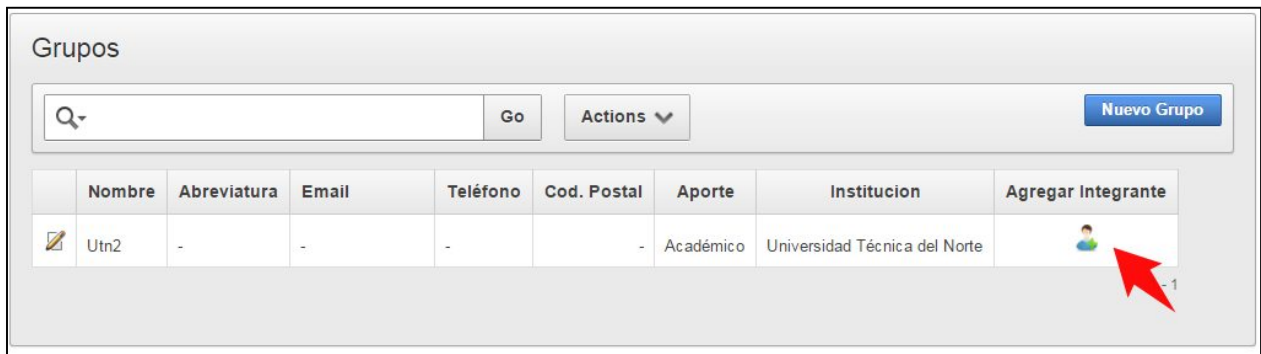 Grupos
Go Actions Nuevo Grupo
Nombre Abreviatura Email Teléfono Cod. Postal Aporte Institucion Agregar Integrante
Utn2 - - - - Académico Universidad Técnica del Norte
- 1